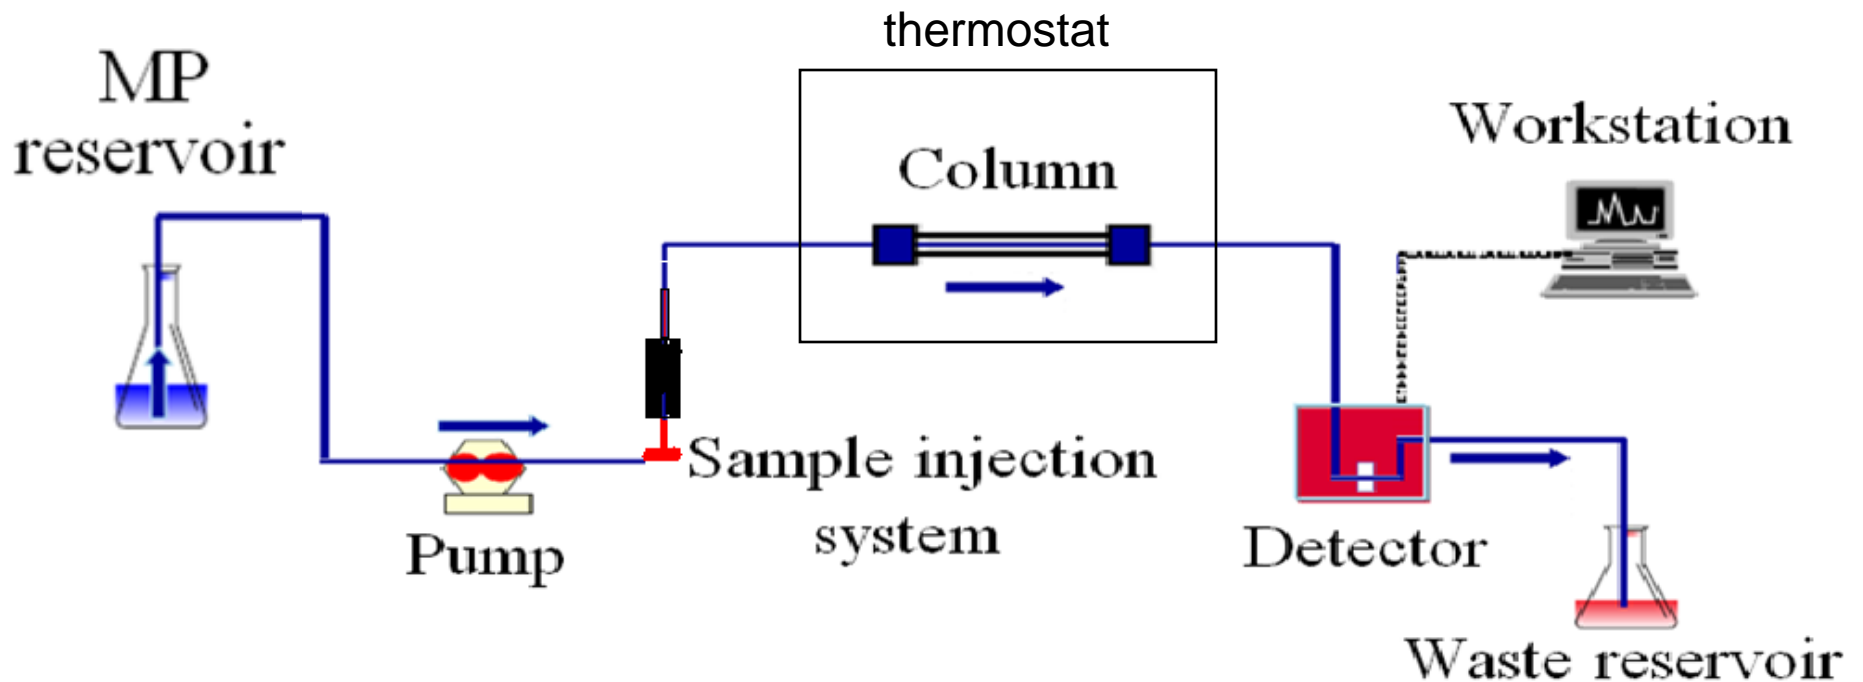 thermostat
MP
reservoir
Column
Workstation
Sample injection
system
Pump
Detector
Waste reservoir